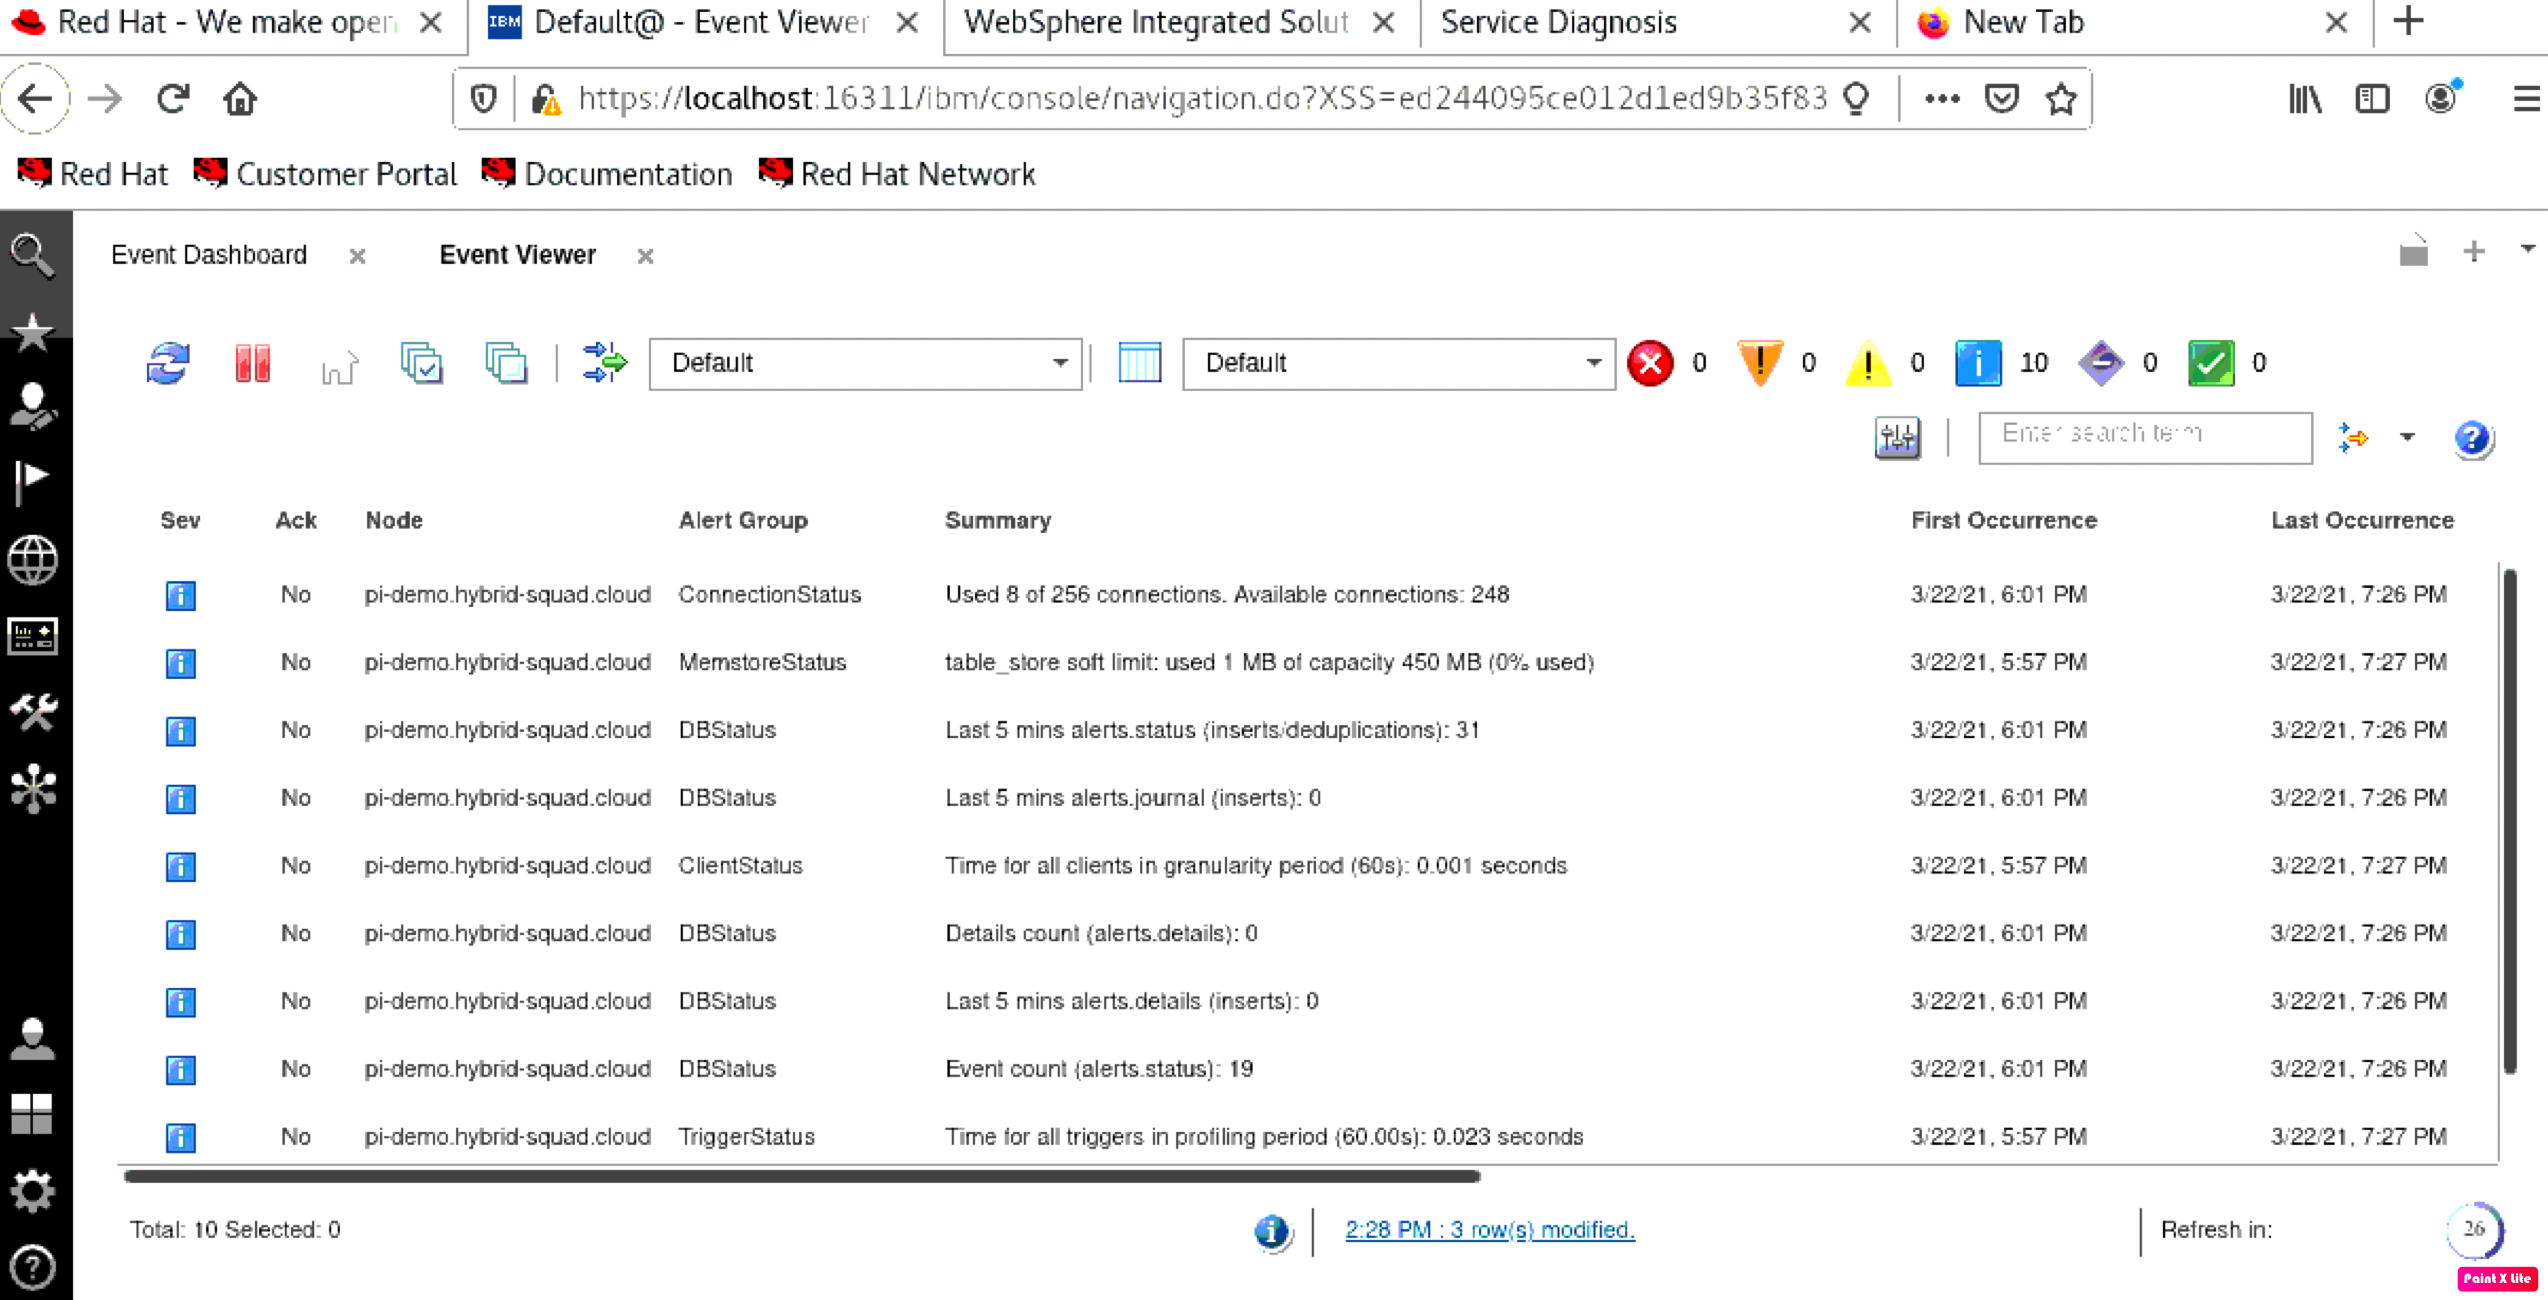 Red Hat - We make open
IBM Default@ - Event Viewer
WebSphere Integrated Solut
Service Diagnosis
New Tab
https://localhost:16311/ibm/console/navigation.do?XSS=ed244095ce012d1ed9b35f83
Red Hat Customer Portal Documentation Red Hat Network
Event Dashboard Event Viewer
Default Default 0 0 0 10 0 0
Enter search term
Sev Ack Node Alert Group Summary First Occurrence Last Occurrence
No pi-demo.hybrid-squad.cloud ConnectionStatus Used 8 of 256 connections. Available connections: 248 3/22/21, 6:01 PM 3/22/21, 7:26 PM
No pi-demo.hybrid-squad.cloud MemstoreStatus table_store soft limit: used 1 MB of capacity 450 MB (0% used) 3/22/21, 5:57 PM 3/22/21, 7:27 PM
No pi-demo.hybrid-squad.cloud DBStatus Last 5 mins alerts.status (inserts/deduplications): 31 3/22/21, 6:01 PM 3/22/21, 7:26 PM
No pi-demo.hybrid-squad.cloud DBStatus Last 5 mins alerts.journal (inserts): 0 3/22/21, 6:01 PM 3/22/21, 7:26 PM
No pi-demo.hybrid-squad.cloud ClientStatus Time for all clients in granularity period (60s): 0.001 seconds 3/22/21, 5:57 PM 3/22/21, 7:27 PM
No pi-demo.hybrid-squad.cloud DBStatus Details count (alerts.details): 0 3/22/21, 6:01 PM 3/22/21, 7:26 PM
No pi-demo.hybrid-squad.cloud DBStatus Last 5 mins alerts.details (inserts): 0 3/22/21, 6:01 PM 3/22/21, 7:26 PM
No pi-demo.hybrid-squad.cloud DBStatus Event count (alerts.status): 19 3/22/21, 6:01 PM 3/22/21, 7:26 PM
No pi-demo.hybrid-squad.cloud TriggerStatus Time for all triggers in profiling period (60.00s): 0.023 seconds 3/22/21, 5:57 PM 3/22/21, 7:27 PM
Total: 10 Selected: 0 2:28 PM : 3 row(s) modified. Refresh in: 26
Paint X lite